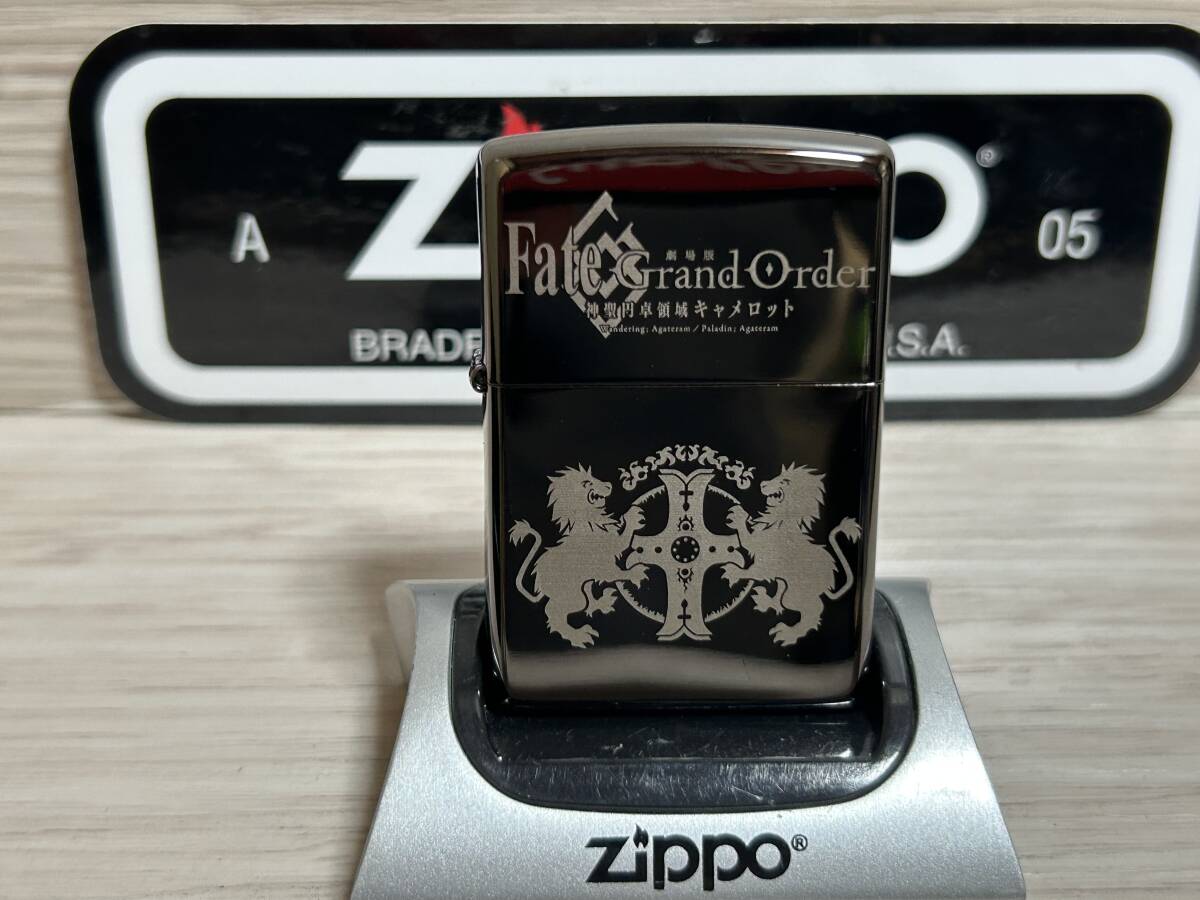 Zippo®
A
05
BRADF
U.S.A.
劇場版
Fate Grand Order
神聖円卓領域キャメロット
Wandering; Agateram / Paladin; Agateram
zippo®